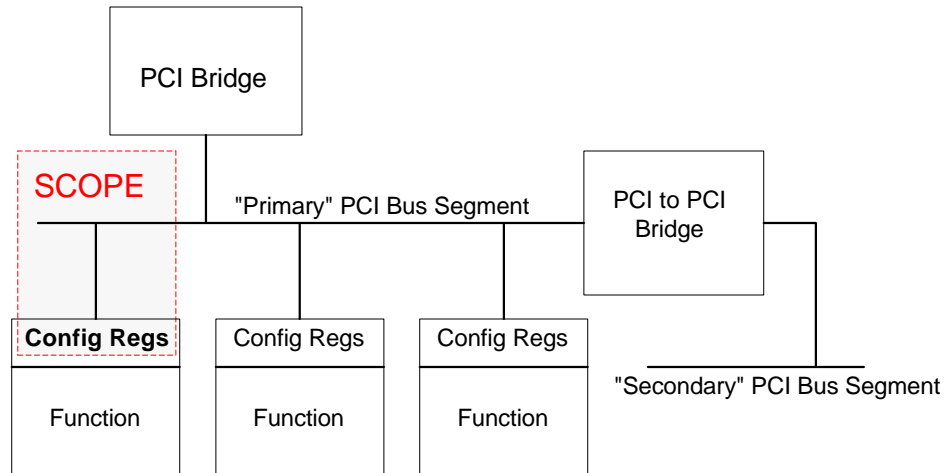 PCI Bridge
SCOPE
"Primary" PCI Bus Segment
PCI to PCI
Bridge
Config Regs
Config Regs
Config Regs
"Secondary" PCI Bus Segment
Function
Function
Function